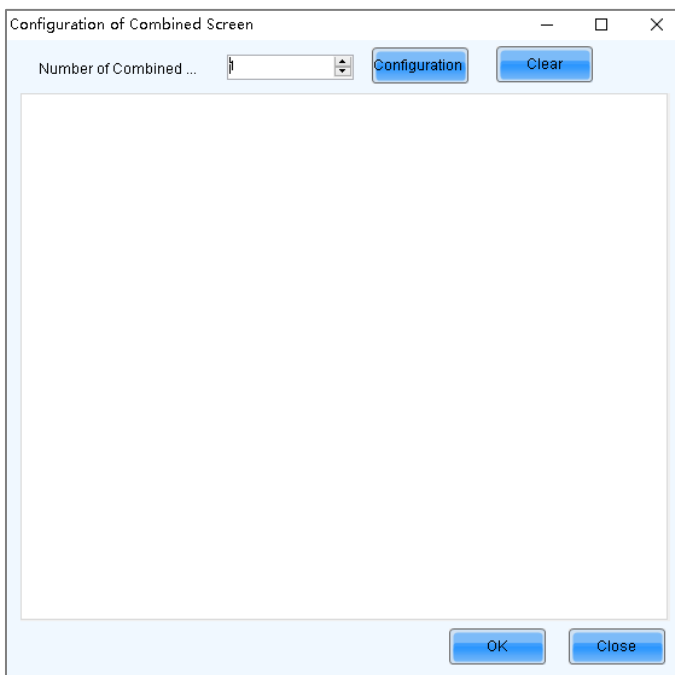 Configuration of Combined Screen
Number of Combined ... 1 Configuration Clear
OK Close